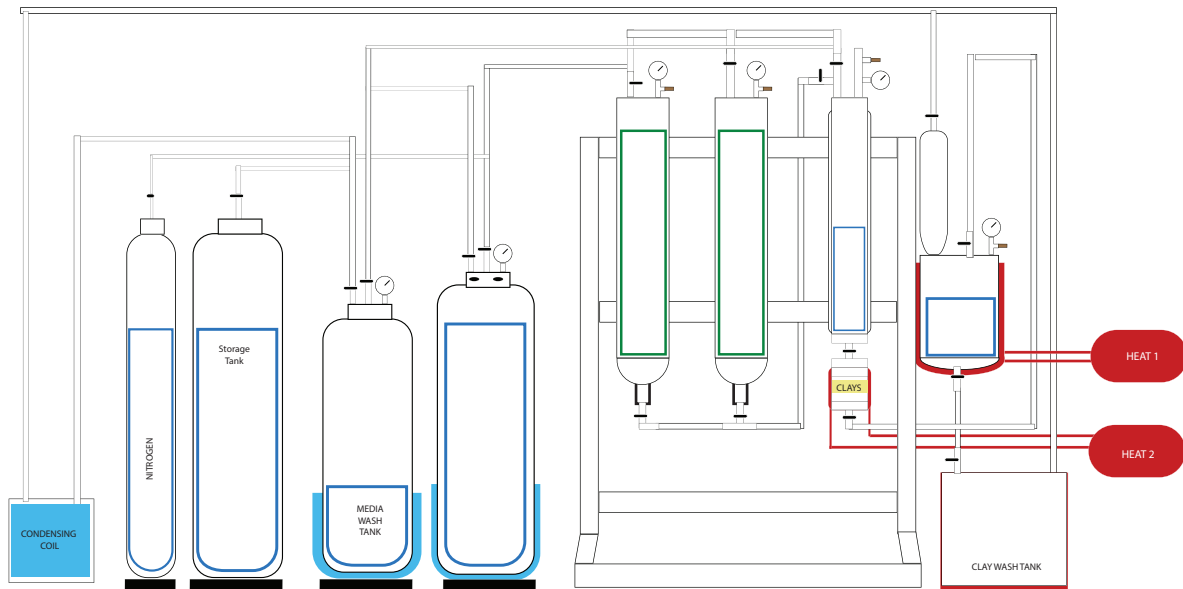 Storage
Tank
NITROGEN
MEDIA
WASH
TANK
CONDENSING
COIL
CLAYS
HEAT 1
HEAT 2
CLAY WASH TANK